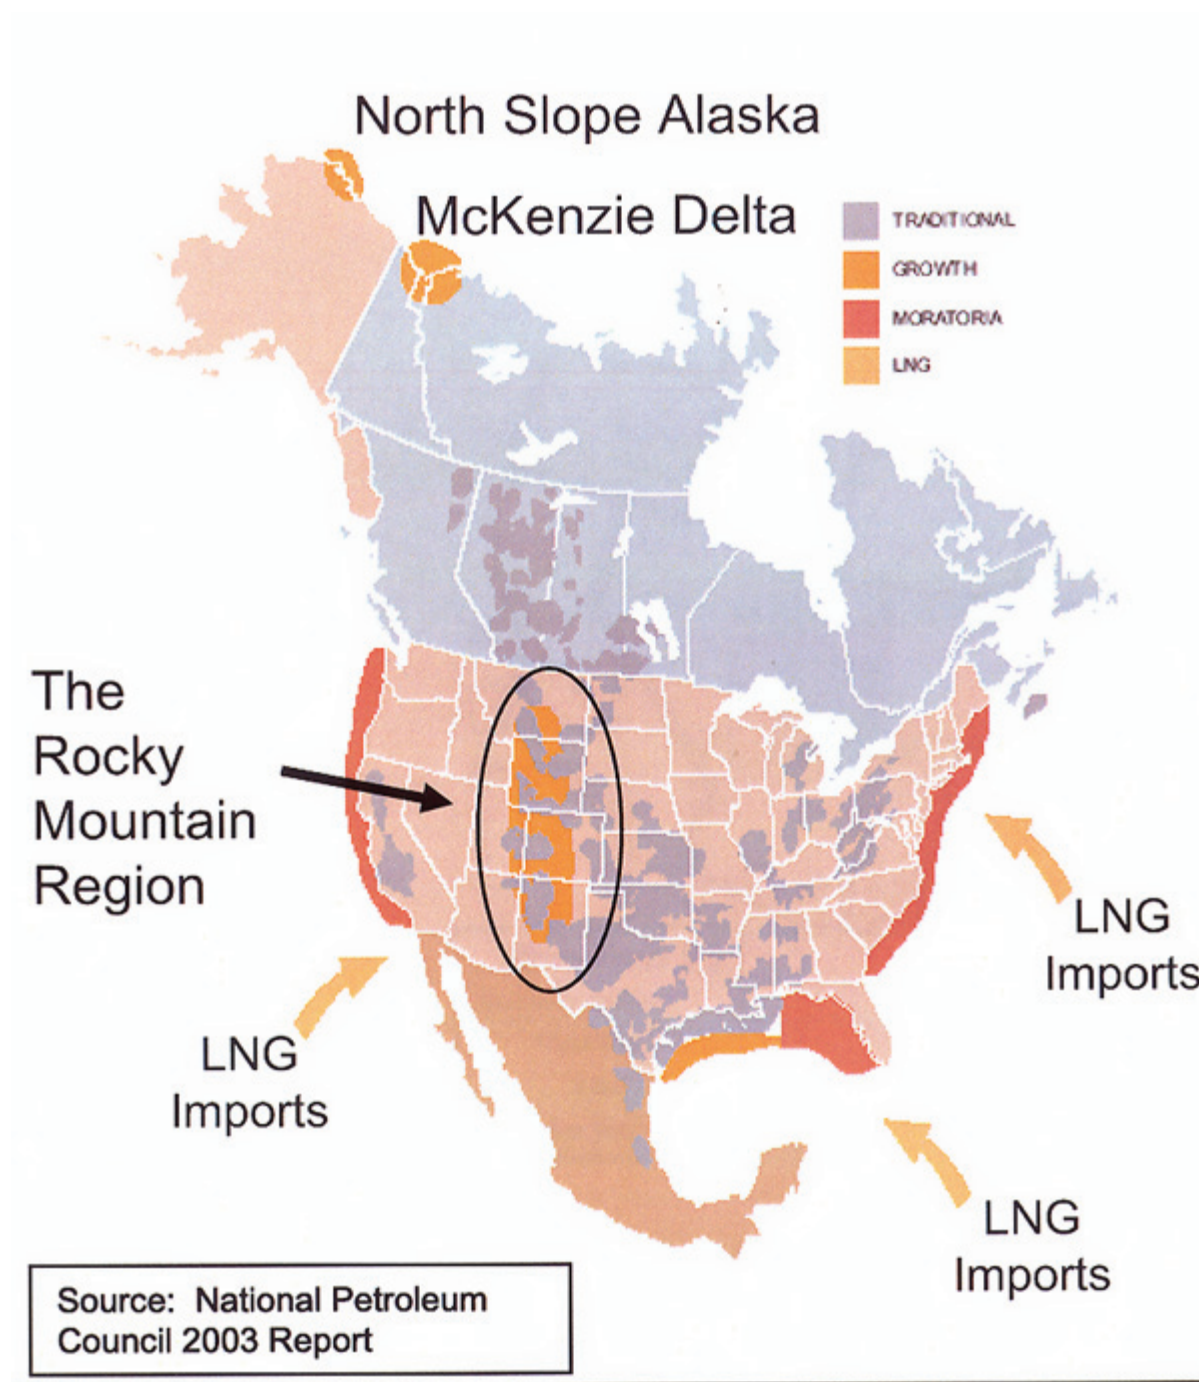 North Slope Alaska
McKenzie Delta
TRADITIONAL
GROWTH
MORATORIA
LNG
The
Rocky
Mountain
Region
LNG
Imports
LNG
Imports
LNG
Imports
Source: National Petroleum
Council 2003 Report